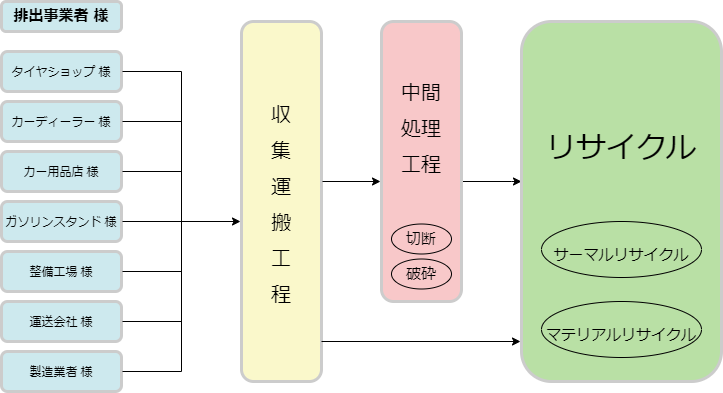 排出事業者 様
タイヤショップ 様
カーディーラー 様
カー用品店 様
ガソリンスタンド 様
整備工場 様
運送会社 様
製造業者 様
収
集
運
搬
工
程
中間
処理
工程
切断
破砕
リサイクル
サーマルリサイクル
マテリアルリサイクル